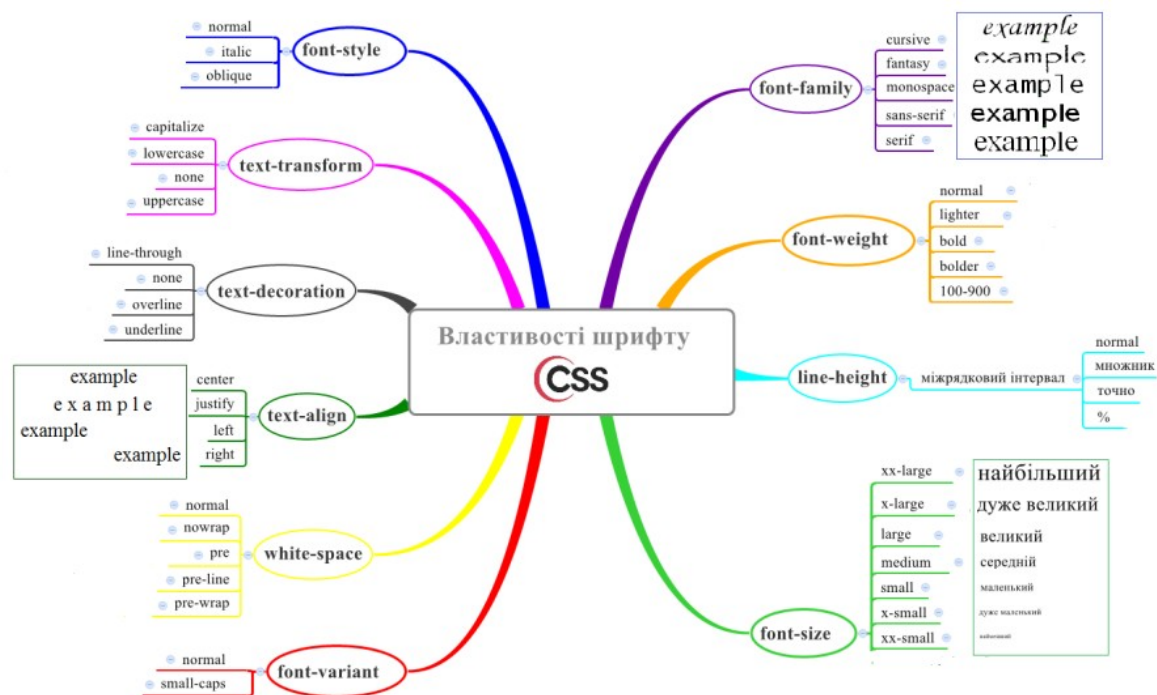 Властивості шрифту
CSS
font-style
normal
italic
oblique
text-transform
capitalize
lowercase
none
uppercase
text-decoration
line-through
none
overline
underline
text-align
center
justify
left
right
example
e x a m p l e
example
example
white-space
normal
nowrap
pre
pre-line
pre-wrap
font-variant
normal
small-caps
font-family
cursive
fantasy
monospace
sans-serif
serif
example
example
example
example
example
font-weight
normal
lighter
bold
bolder
100-900
line-height
міжрядковий інтервал
normal
множник
точно
%
font-size
xx-large
x-large
large
medium
small
x-small
xx-small
найбільший
дуже великий
великий
середній
маленький
дуже маленький